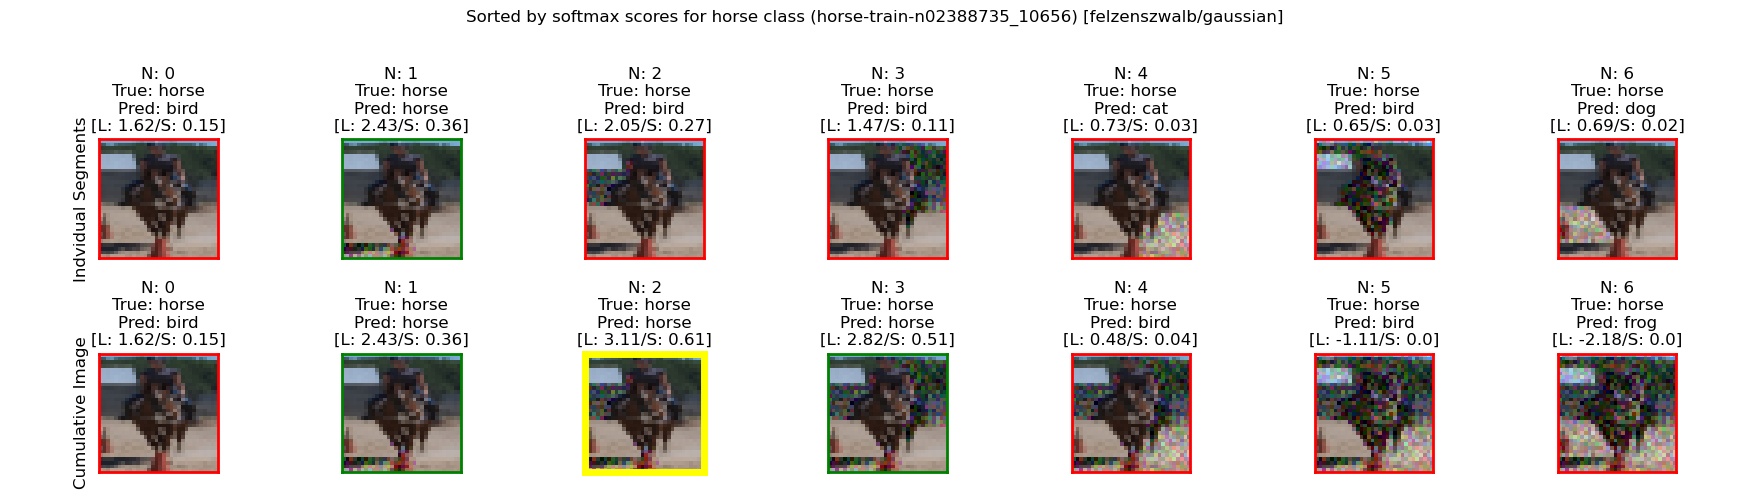 Sorted by softmax scores for horse class (horse-train-n02388735_10656) [felzenszwalb/gaussian]
Indvidual Segments
N: 0
True: horse
Pred: bird
[L: 1.62/S: 0.15]
N: 1
True: horse
Pred: horse
[L: 2.43/S: 0.36]
N: 2
True: horse
Pred: bird
[L: 2.05/S: 0.27]
N: 3
True: horse
Pred: bird
[L: 1.47/S: 0.11]
N: 4
True: horse
Pred: cat
[L: 0.73/S: 0.03]
N: 5
True: horse
Pred: bird
[L: 0.65/S: 0.03]
N: 6
True: horse
Pred: dog
[L: 0.69/S: 0.02]
Cumulative Image
N: 0
True: horse
Pred: bird
[L: 1.62/S: 0.15]
N: 1
True: horse
Pred: horse
[L: 2.43/S: 0.36]
N: 2
True: horse
Pred: horse
[L: 3.11/S: 0.61]
N: 3
True: horse
Pred: horse
[L: 2.82/S: 0.51]
N: 4
True: horse
Pred: bird
[L: 0.48/S: 0.04]
N: 5
True: horse
Pred: bird
[L: -1.11/S: 0.0]
N: 6
True: horse
Pred: frog
[L: -2.18/S: 0.0]